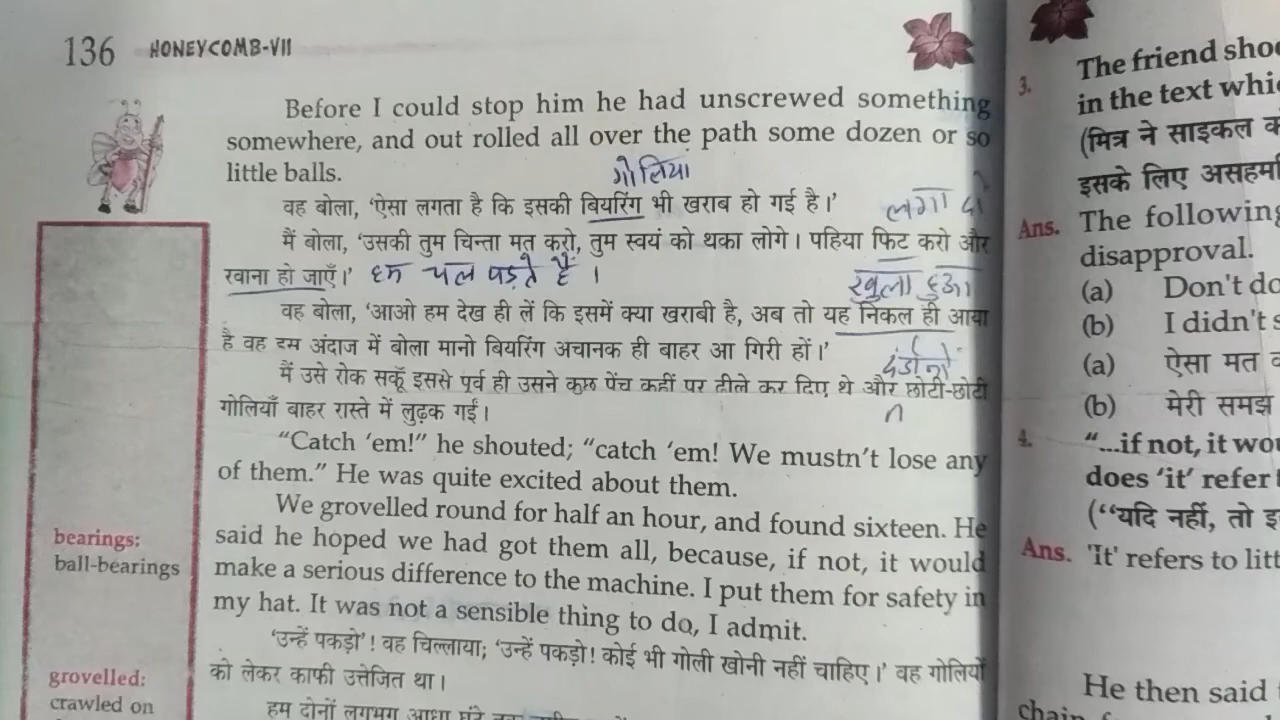 136 HONEYCOMB-VII
Before I could stop him he had unscrewed something
somewhere, and out rolled all over the path some dozen or so
little balls.
गोलियां
वह बोला, ‘ऐसा लगता है कि इसकी बियरिंग भी खराब हो गई है।’
लगा दो
मैं बोला, ‘उसकी तुम चिन्ता मत करो, तुम स्वयं को थका लोगे। पहिया फिट करो और
रवाना हो जाएँ।’ हम चल पड़ते हैं ।
खुला हुआ
वह बोला, ‘आओ हम देख ही लें कि इसमें क्या खराबी है, अब तो यह निकल ही आया
है वह इस अंदाज में बोला मानो बियरिंग अचानक ही बाहर आ गिरी हों।’
मैं उसे रोक सकूँ इससे पूर्व ही उसने कुछ पेंच कहीं पर ढीले कर दिए थे और छोटी-छोटी
गोलियाँ बाहर रास्ते में लुढ़क गईं।
“Catch ’em!” he shouted; “catch ’em! We mustn’t lose any
of them.” He was quite excited about them.
We grovelled round for half an hour, and found sixteen. He
said he hoped we had got them all, because, if not, it would
make a serious difference to the machine. I put them for safety in
my hat. It was not a sensible thing to do, I admit.
‘उन्हें पकड़ो’! वह चिल्लाया; ‘उन्हें पकड़ो! कोई भी गोली खोनी नहीं चाहिए।’ वह गोलियों
को लेकर काफी उत्तेजित था।
हम दोनों लगभग आधा घंटे
bearings:
ball-bearings
grovelled:
crawled on
3. The friend shoo
in the text whi
(मित्र ने साइकल क
इसके लिए असहम
Ans. The following
disapproval.
(a) Don't do
(b) I didn't s
(a) ऐसा मत
(b) मेरी समझ
4. “...if not, it wo
does ‘it’ refer
(“यदि नहीं, तो इ
Ans. 'It' refers to litt
He then said
chain